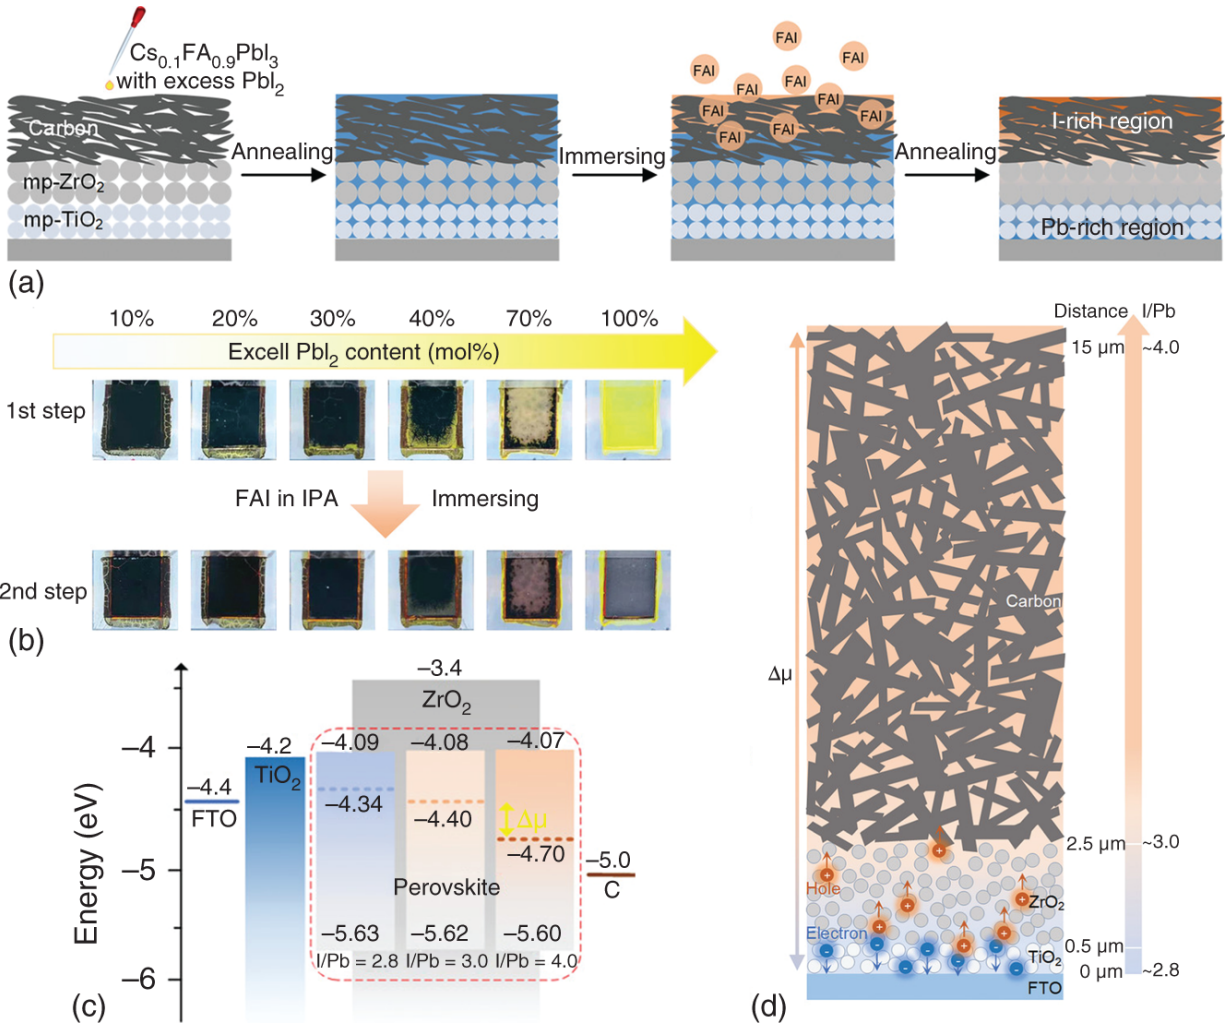 Cs0.1FA0.9PbI3
with excess PbI2
Carbon
mp-ZrO2
mp-TiO2
Annealing
Immersing
FAI
FAI
FAI
FAI
FAI
FAI
FAI
FAI
FAI
FAI
Annealing
I-rich region
Pb-rich region
(a)
10% 20% 30% 40% 70% 100%
Excell PbI2 content (mol%)
1st step
FAI in IPA Immersing
2nd step
(b)
Energy (eV)
–4
–5
–6
–3.4
ZrO2
–4.4
FTO
–4.2
TiO2
–4.09 –4.08 –4.07
–4.34
–4.40
Δμ
–4.70
Perovskite
–5.63 –5.62 –5.60
I/Pb = 2.8 I/Pb = 3.0 I/Pb = 4.0
–5.0
C
(c)
Distance I/Pb
15 μm ~4.0
Carbon
Δμ
2.5 μm ~3.0
Hole
+
+
+
+
+
+
+
ZrO2
Electron
-
-
-
-
-
-
0.5 μm
TiO2
0 μm ~2.8
FTO
(d)